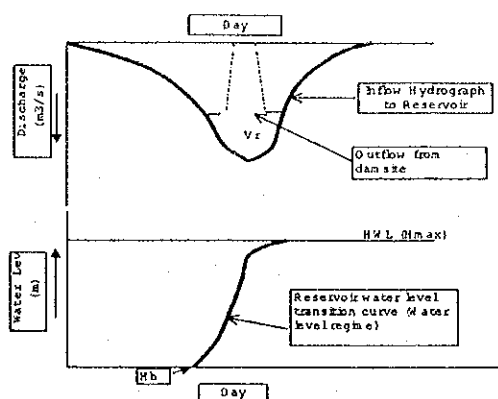 Day
Discharge
(m3/s)
Inflow Hydrograph
to Reservoir
Vr
Outflow from
dam site
HWL (Hmax)
Water Lev
(m)
Reservoir water level
transition curve (Water
level regime)
Hb
Day